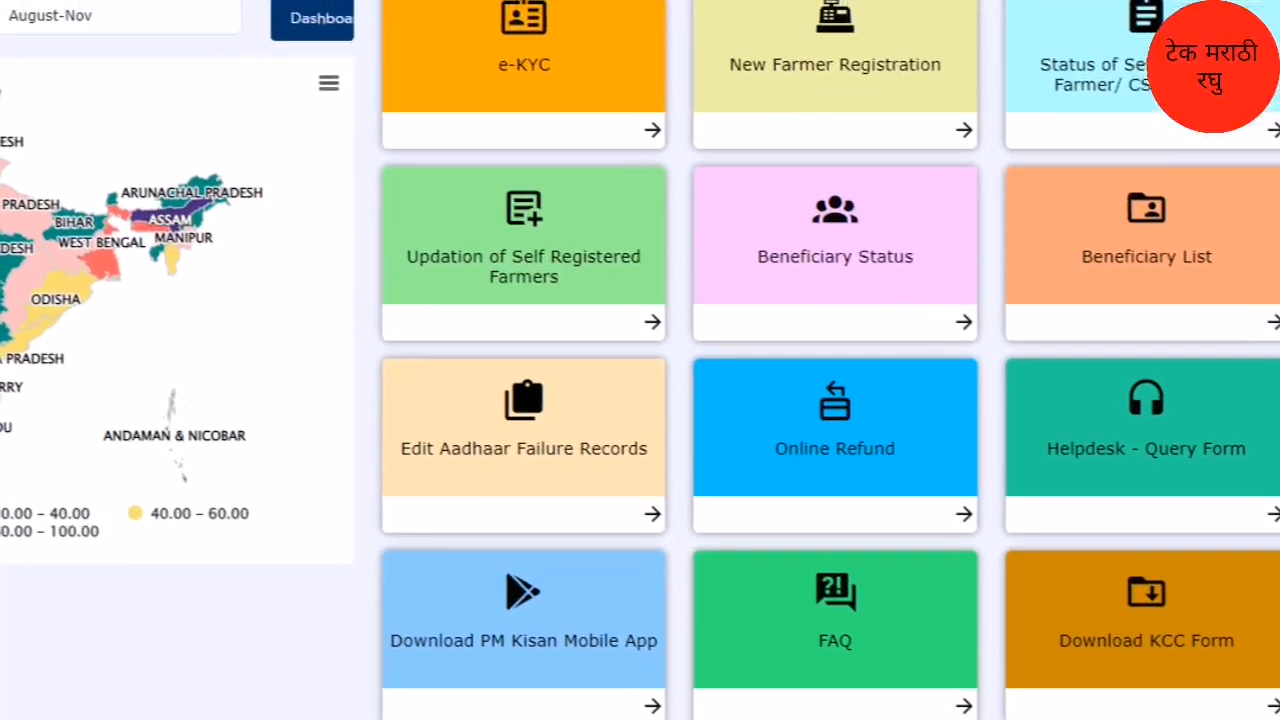 August-Nov
Dashboa
ESH
ARUNACHAL PRADESH
PRADESH
BIHAR
ASSAM
DESH
WEST BENGAL
MANIPUR
ODISHA
PRADESH
RRY
DU
ANDAMAN & NICOBAR
0.00 – 40.00
40.00 – 60.00
0.00 – 100.00
e-KYC
New Farmer Registration
Status of Se
Farmer/ CS
टेक मराठी
रघु
Updation of Self Registered
Farmers
Beneficiary Status
Beneficiary List
Edit Aadhaar Failure Records
Online Refund
Helpdesk - Query Form
Download PM Kisan Mobile App
?!
FAQ
Download KCC Form